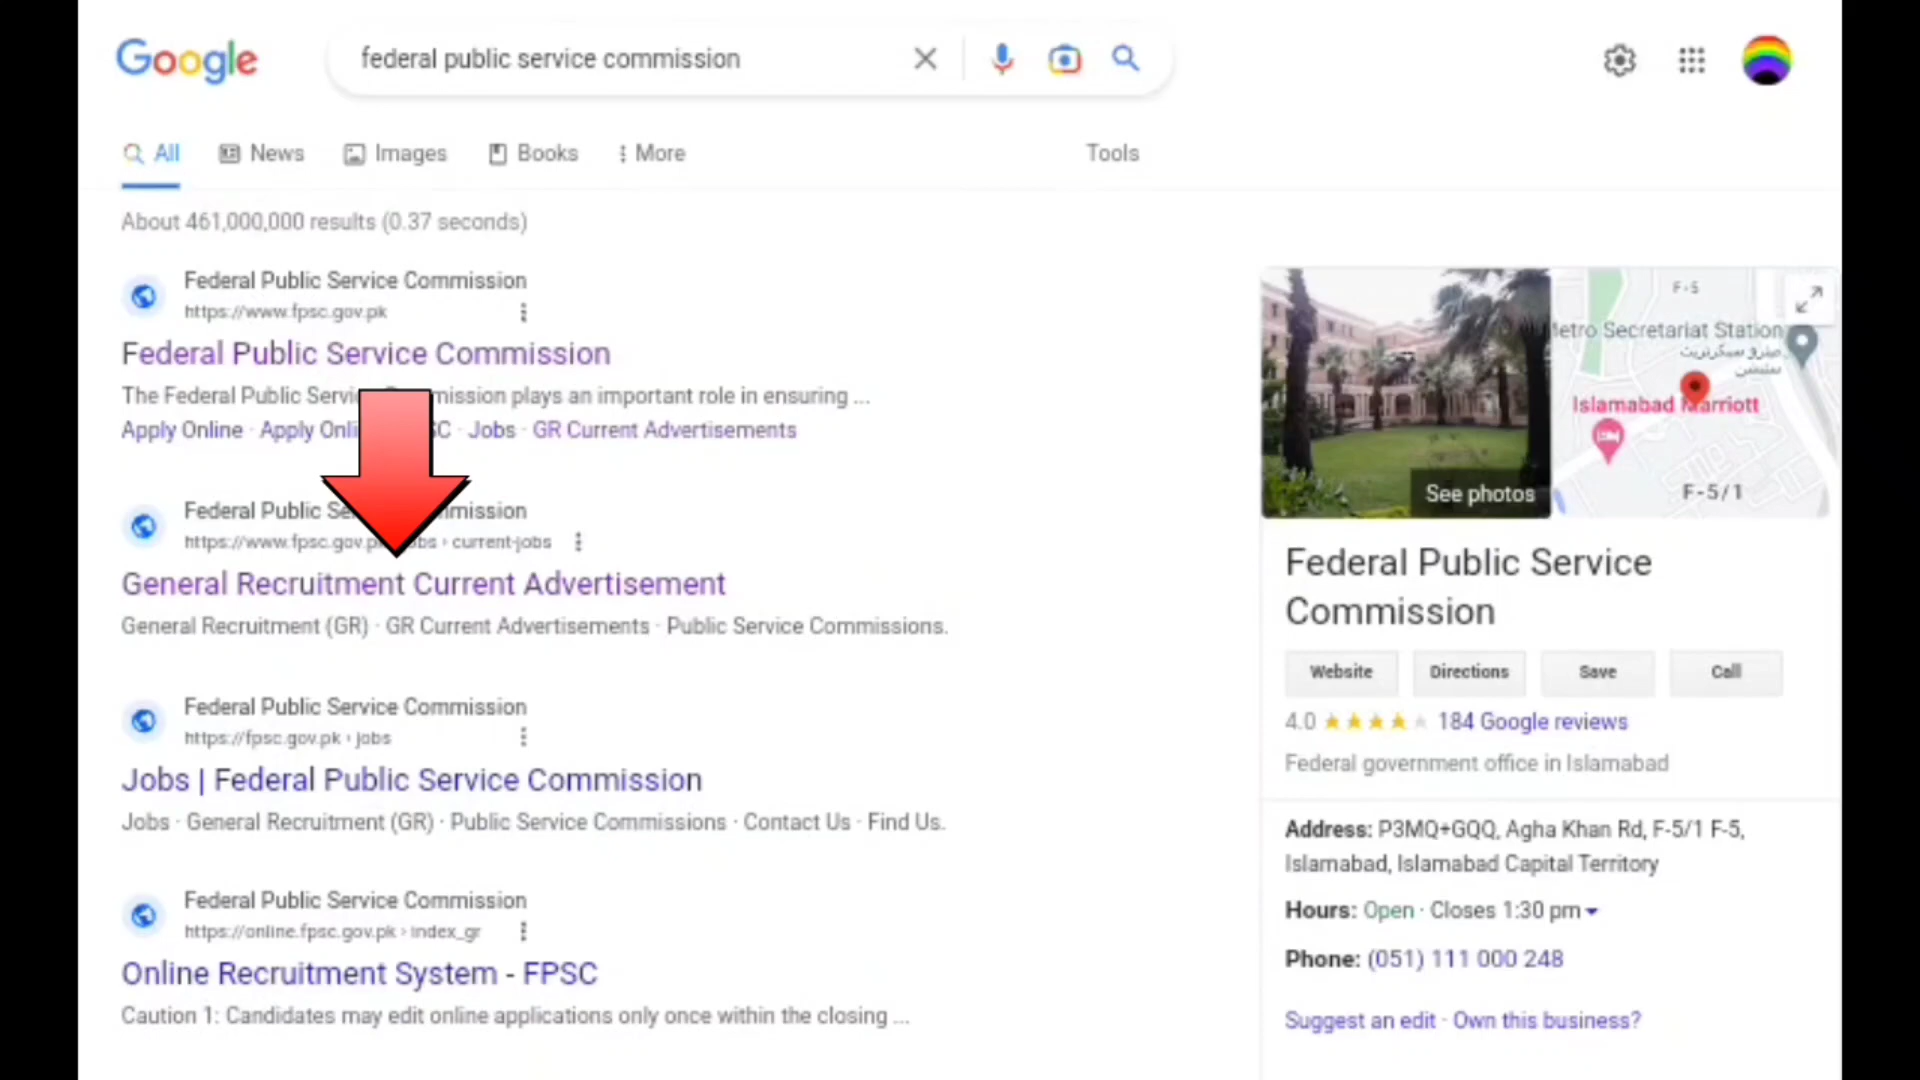 Google
federal public service commission
All
News
Images
Books
More
Tools
About 461,000,000 results (0.37 seconds)
Federal Public Service Commission
https://www.fpsc.gov.pk
Federal Public Service Commission
The Federal Public mission plays an important role in ensuring ...
Apply Online · Apply · Jobs · GR Current Advertisements
Federal Public mission
https://www.fpsc.gov › current-jobs
General Recruitment Current Advertisement
General Recruitment (GR) · GR Current Advertisements · Public Service Commissions.
Federal Public Service Commission
https://fpsc.gov.pk › jobs
Jobs | Federal Public Service Commission
Jobs · General Recruitment (GR) · Public Service Commissions · Contact Us · Find Us.
Federal Public Service Commission
https://online.fpsc.gov.pk › index_gr
Online Recruitment System - FPSC
Caution 1: Candidates may edit online applications only once within the closing ...
See photos
F-5
Metro Secretariat Station
میٹرو سیکرٹریٹ
سٹیشن
Islamabad Marriott
F-5/1
Federal Public Service
Commission
Website
Directions
Save
Call
4.0
184 Google reviews
Federal government office in Islamabad
Address: P3MQ+GQQ, Agha Khan Rd, F-5/1 F-5,
Islamabad, Islamabad Capital Territory
Hours: Open · Closes 1:30 pm
Phone: (051) 111 000 248
Suggest an edit · Own this business?